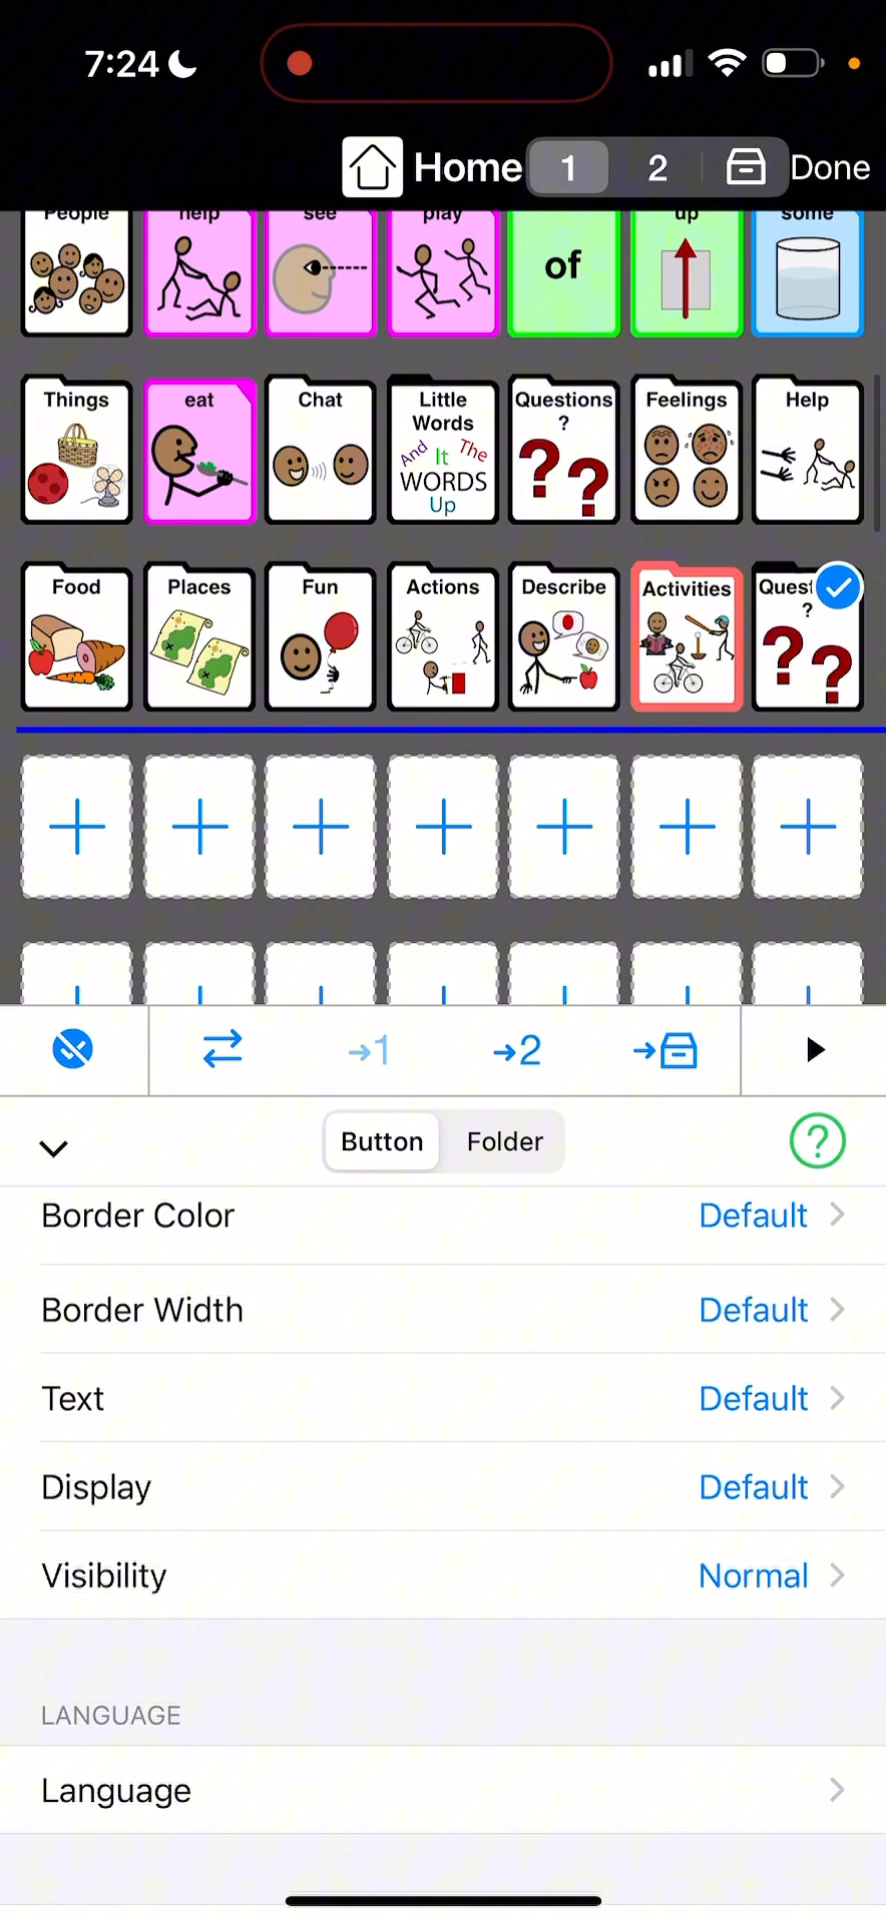 7:24
Home 1 2 Done
People help see play of up some
Things eat Chat Little Words Questions ? Feelings Help
And It The WORDS Up
Food Places Fun Actions Describe Activities Quest ?
→1 →2
Button Folder ?
Border Color Default
Border Width Default
Text Default
Display Default
Visibility Normal
LANGUAGE
Language